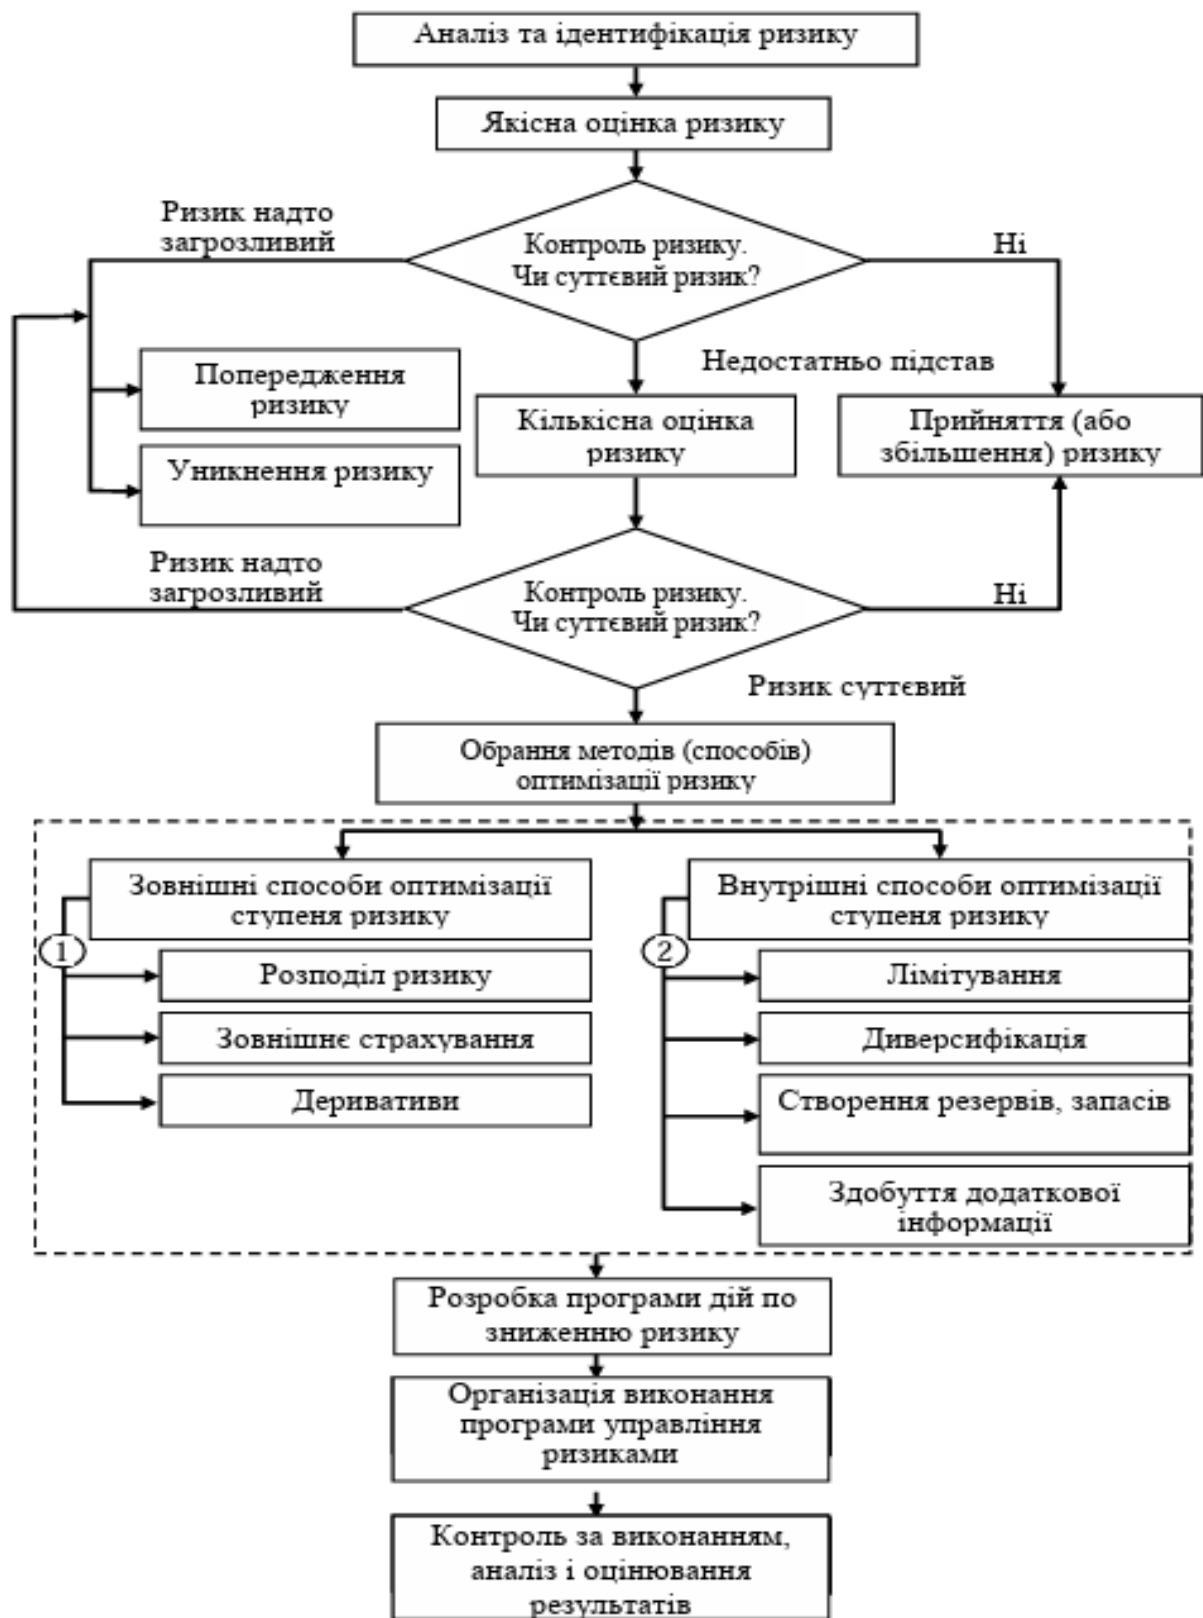 Аналіз та ідентифікація ризику
Якісна оцінка ризику
Ризик надто
загрозливий
Контроль ризику.
Чи суттєвий ризик?
Ні
Недостатньо підстав
Попередження
ризику
Уникнення ризику
Кількісна оцінка
ризику
Прийняття (або
збільшення) ризику
Ризик надто
загрозливий
Контроль ризику.
Чи суттєвий ризик?
Ні
Ризик суттєвий
Обрання методів (способів)
оптимізації ризику
Зовнішні способи оптимізації
ступеня ризику
1
Розподіл ризику
Зовнішнє страхування
Деривативи
Внутрішні способи оптимізації
ступеня ризику
2
Лімітування
Диверсифікація
Створення резервів, запасів
Здобуття додаткової
інформації
Розробка програми дій по
зниженню ризику
Організація виконання
програми управління
ризиками
Контроль за виконанням,
аналіз і оцінювання
результатів